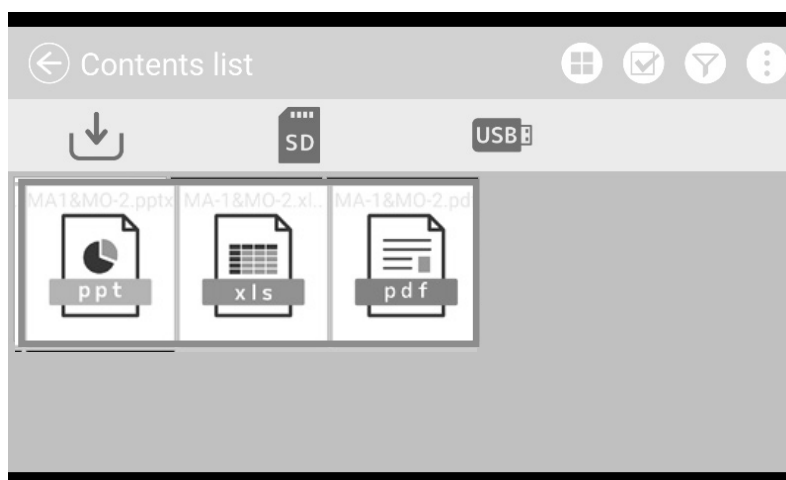 Contents list
SD
USB
MA1&MO-2.pptx MA-1&MO-2.xl.. MA-1&MO-2.pd
ppt xls pdf